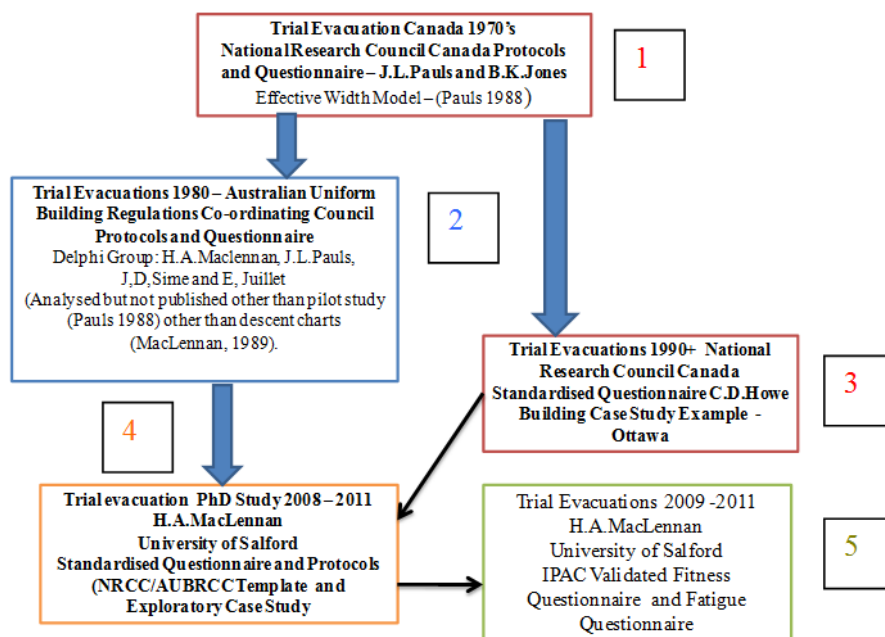 Trial Evacuation Canada 1970's
National Research Council Canada Protocols
and Questionnaire – J.L.Pauls and B.K.Jones
Effective Width Model – (Pauls 1988)
1
Trial Evacuations 1980 – Australian Uniform
Building Regulations Co-ordinating Council
Protocols and Questionnaire
Delphi Group: H.A.Maclennan, J.L.Pauls,
J,D,Sime and E, Juillet
(Analysed but not published other than pilot study
(Pauls 1988) other than descent charts
(MacLennan, 1989).
2
Trial Evacuations 1990+ National
Research Council Canada
Standardised Questionnaire C.D.Howe
Building Case Study Example -
Ottawa
3
4
Trial evacuation PhD Study 2008 – 2011
H.A.MacLennan
University of Salford
Standardised Questionnaire and Protocols
(NRCC/AUBRCC Template and
Exploratory Case Study
Trial Evacuations 2009 -2011
H.A.MacLennan
University of Salford
IPAC Validated Fitness
Questionnaire and Fatigue
Questionnaire
5